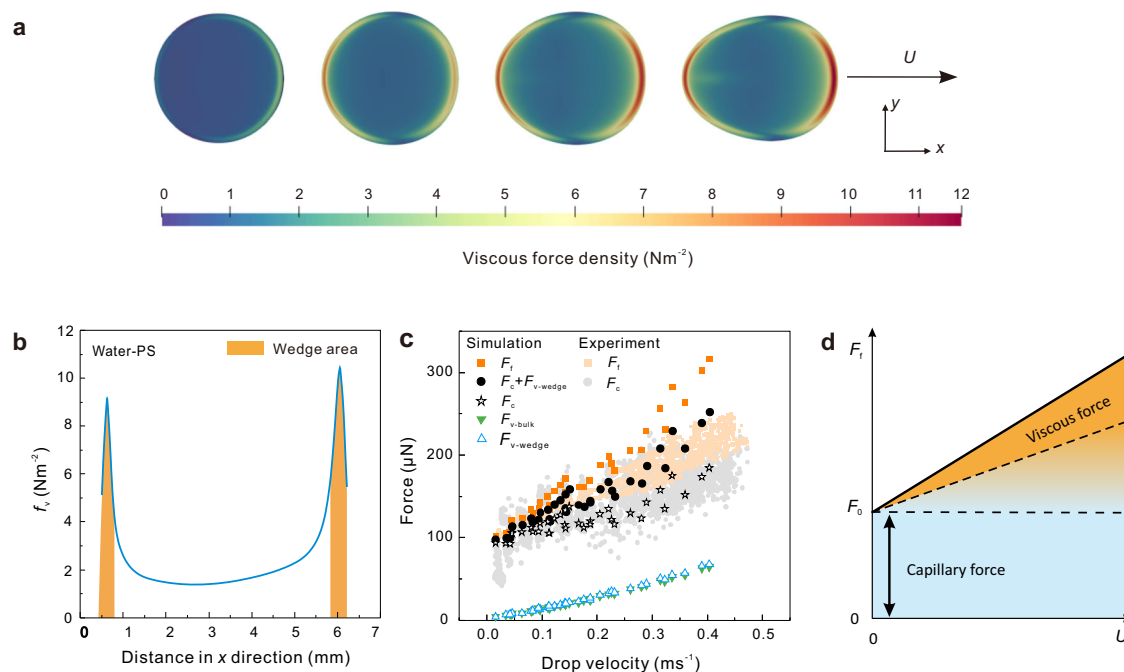 a
U
y
x
0 1 2 3 4 5 6 7 8 9 10 11 12
Viscous force density (Nm⁻²)
b
Water-PS
Wedge area
12
10
8
6
4
2
0
0 1 2 3 4 5 6 7
fᵥ (Nm⁻²)
Distance in x direction (mm)
c
Simulation Experiment
F_f F_f
F_c+F_v-wedge F_c
F_c
F_v-bulk
F_v-wedge
300
200
100
0
0.0 0.1 0.2 0.3 0.4 0.5
Force (µN)
Drop velocity (ms⁻¹)
d
F_f
Viscous force
F_0
Capillary force
0
0 U